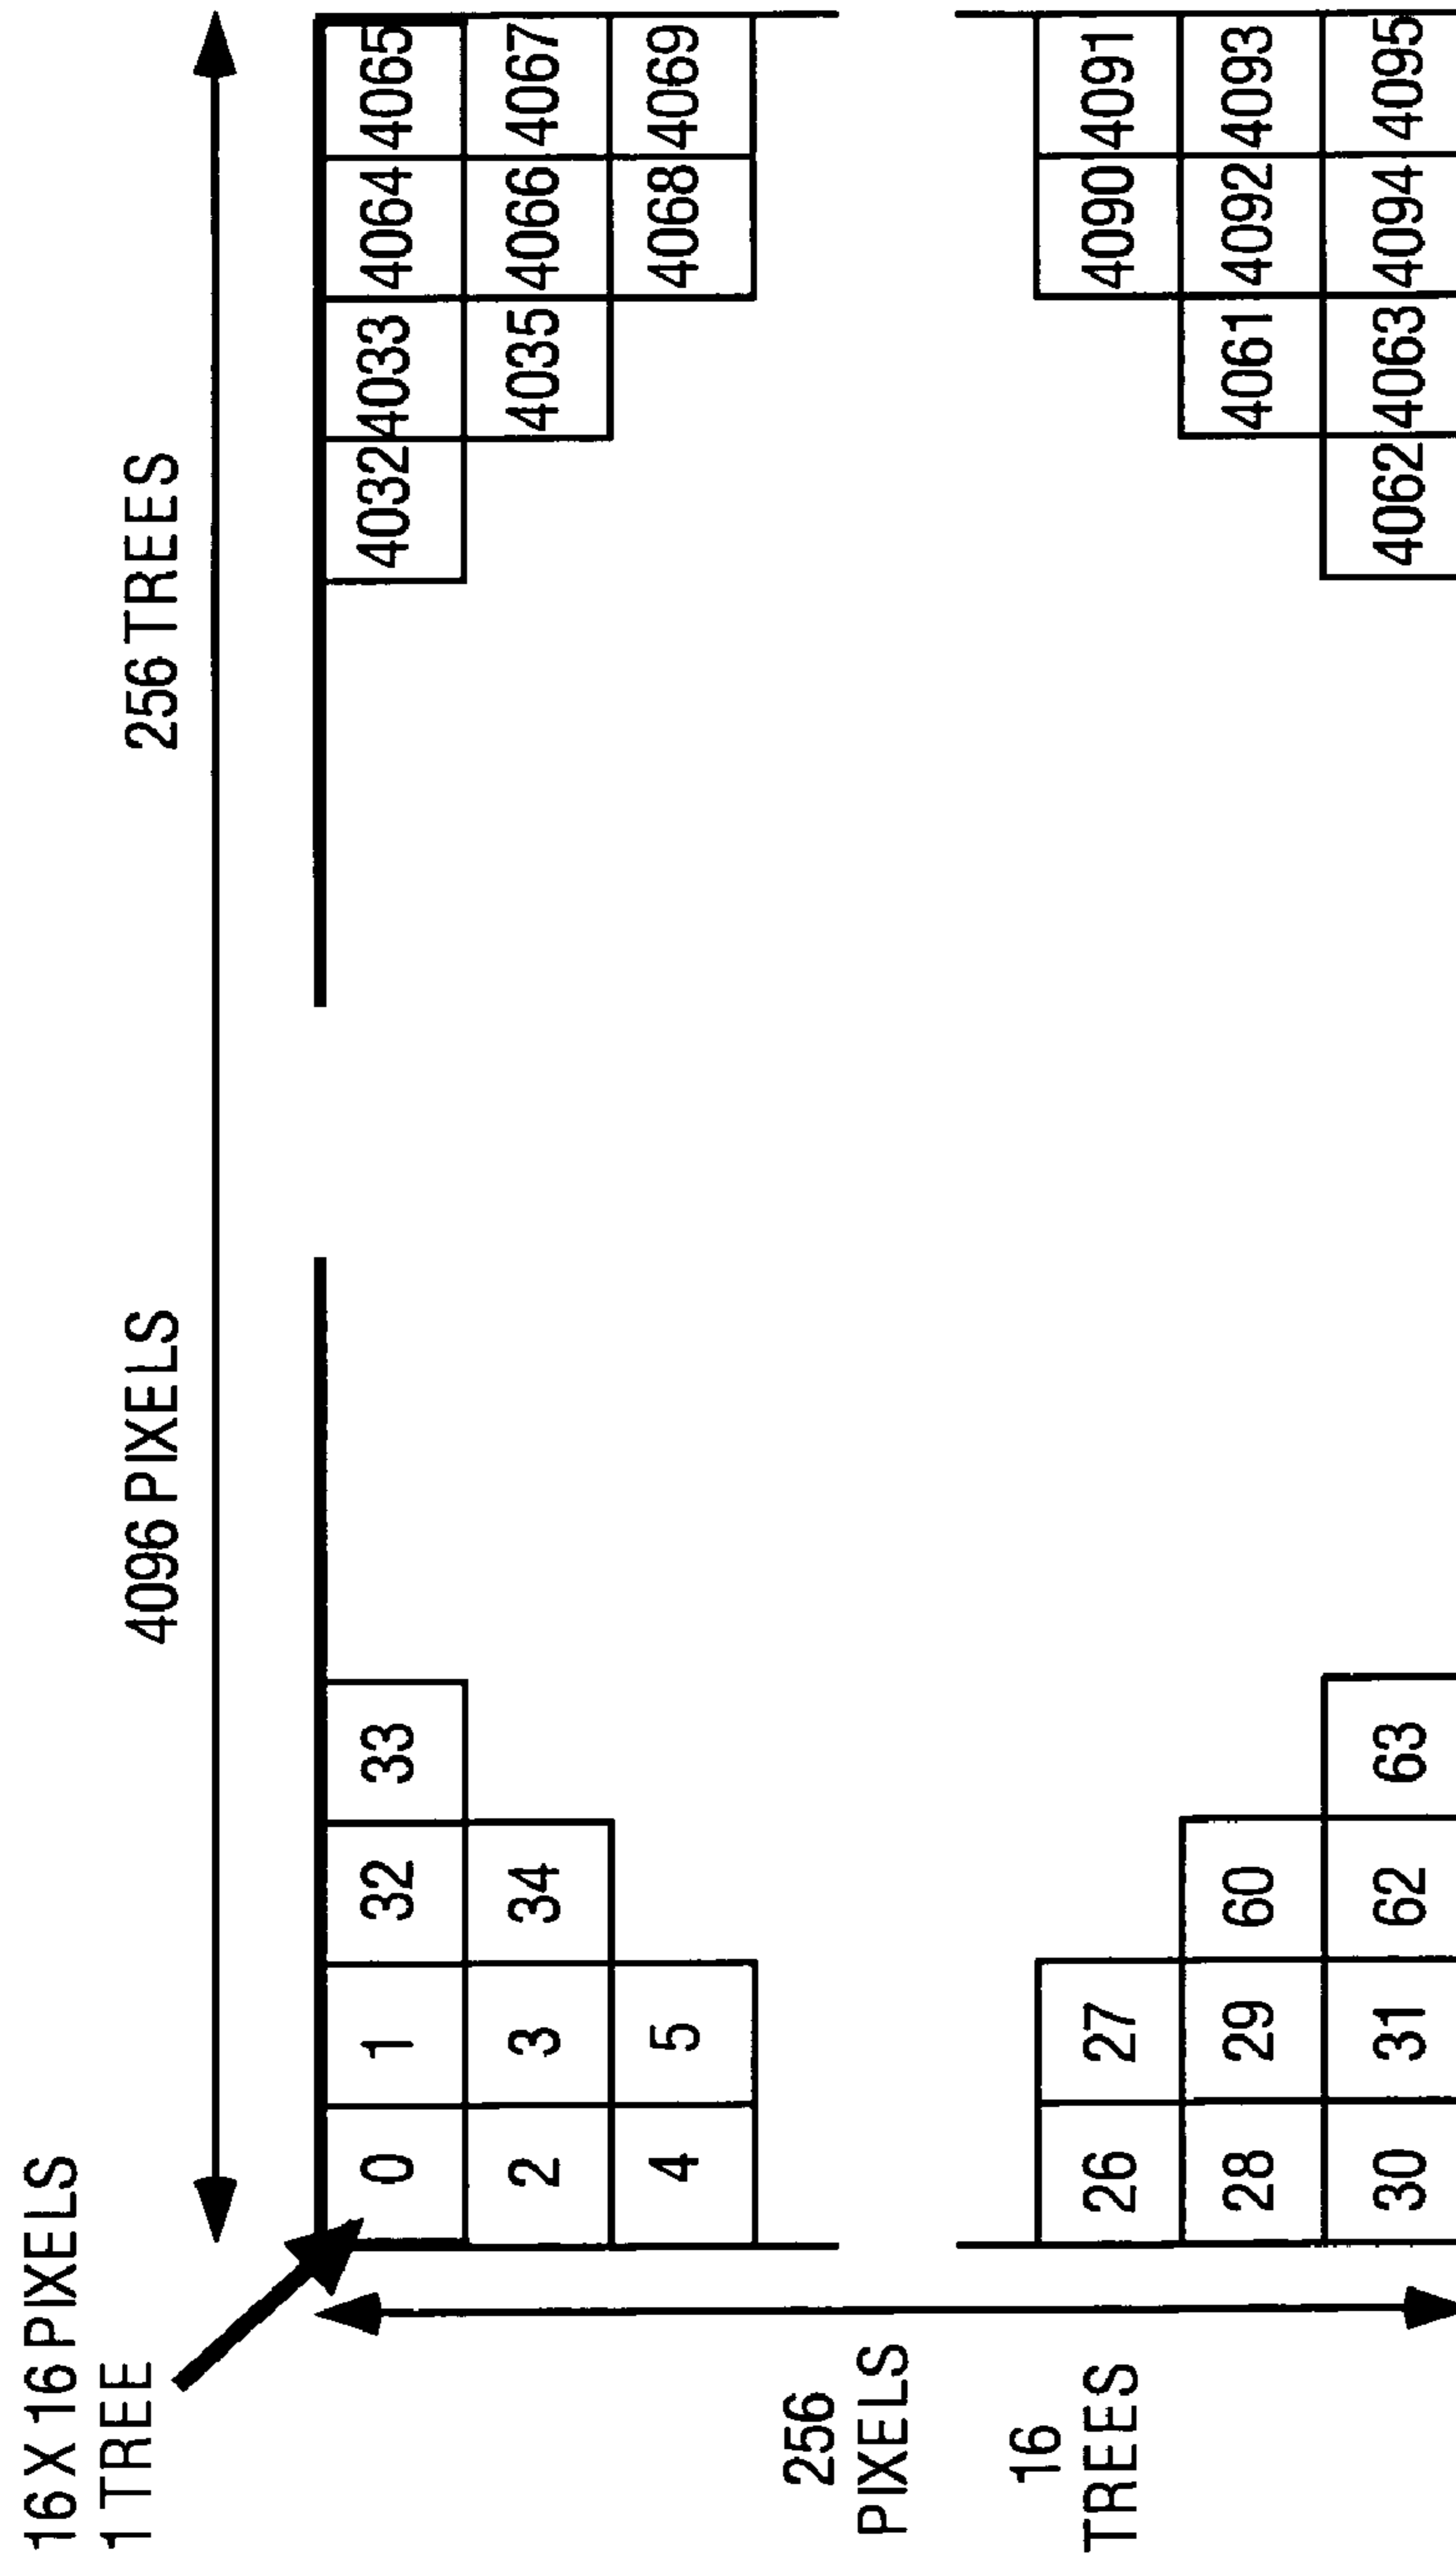 16 X 16 PIXELS
1 TREE
4096 PIXELS 256 TREES
0 1 32 33 4032 4033 4064 4065
2 3 34 4035 4066 4067
4 5 4068 4069
256
PIXELS
16
TREES
26 27 4090 4091
28 29 60 4061 4092 4093
30 31 62 63 4062 4063 4094 4095